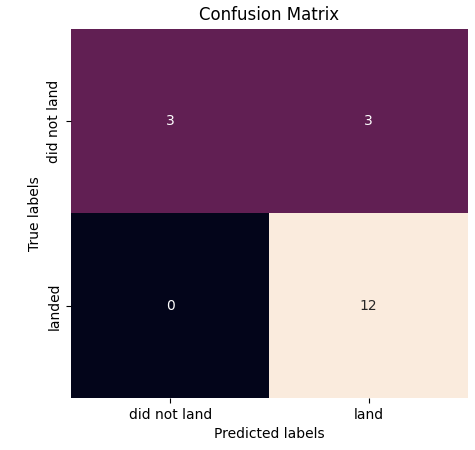 Confusion Matrix
did not land
3
3
True labels
landed
0
12
did not land
land
Predicted labels